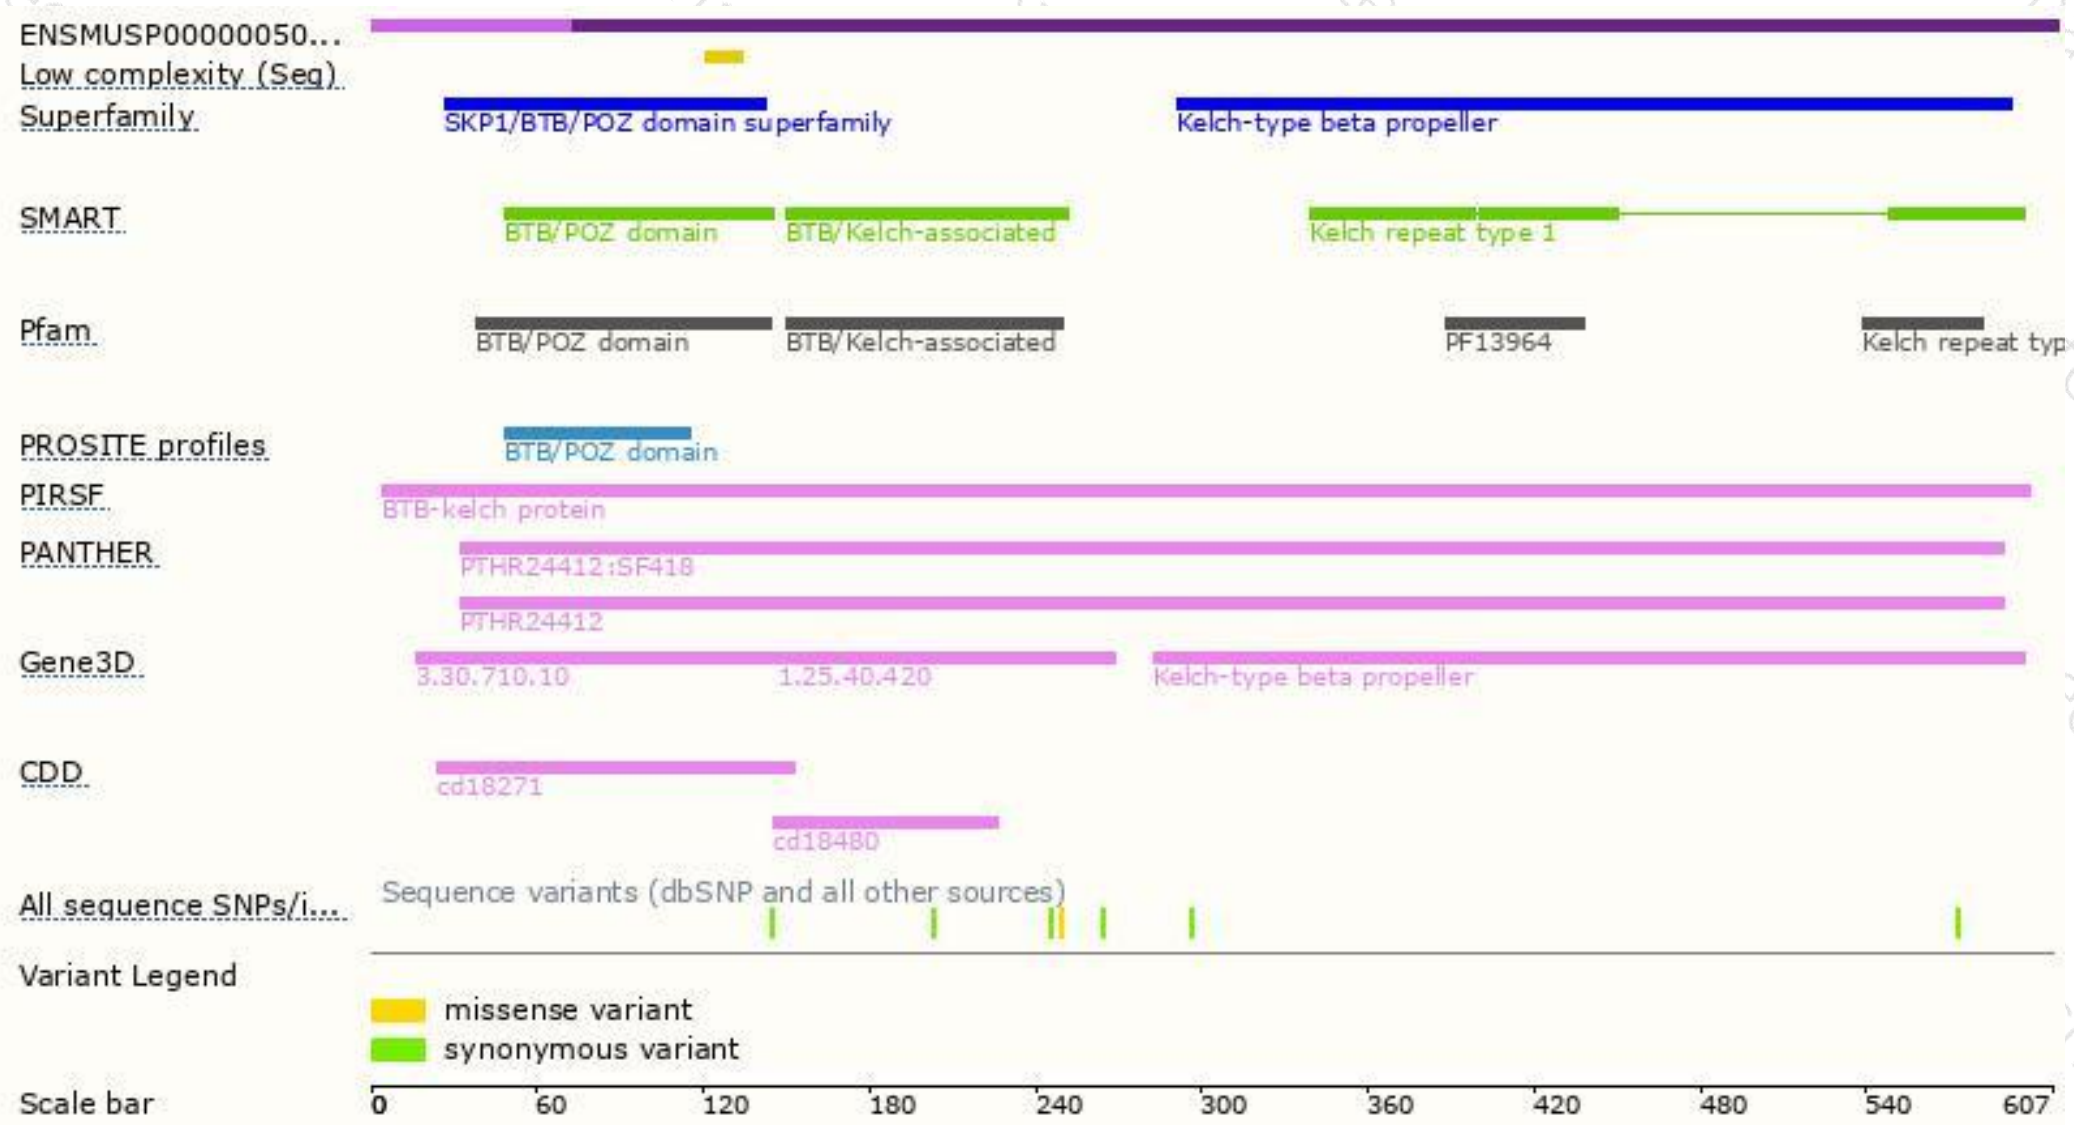 ENSMUSP00000050...
Low complexity (Seg)
Superfamily
SKP1/BTB/POZ domain superfamily
Kelch-type beta propeller
SMART
BTB/POZ domain
BTB/Kelch-associated
Kelch repeat type 1
Pfam
BTB/POZ domain
BTB/Kelch-associated
PF13964
Kelch repeat typ
PROSITE profiles
BTB/POZ domain
PIRSF
BTB-kelch protein
PANTHER
PTHR24412:SF418
PTHR24412
Gene3D
3.30.710.10
1.25.40.420
Kelch-type beta propeller
CDD
cd18271
cd18480
All sequence SNPs/i...
Sequence variants (dbSNP and all other sources)
Variant Legend
missense variant
synonymous variant
Scale bar
0 60 120 180 240 300 360 420 480 540 607